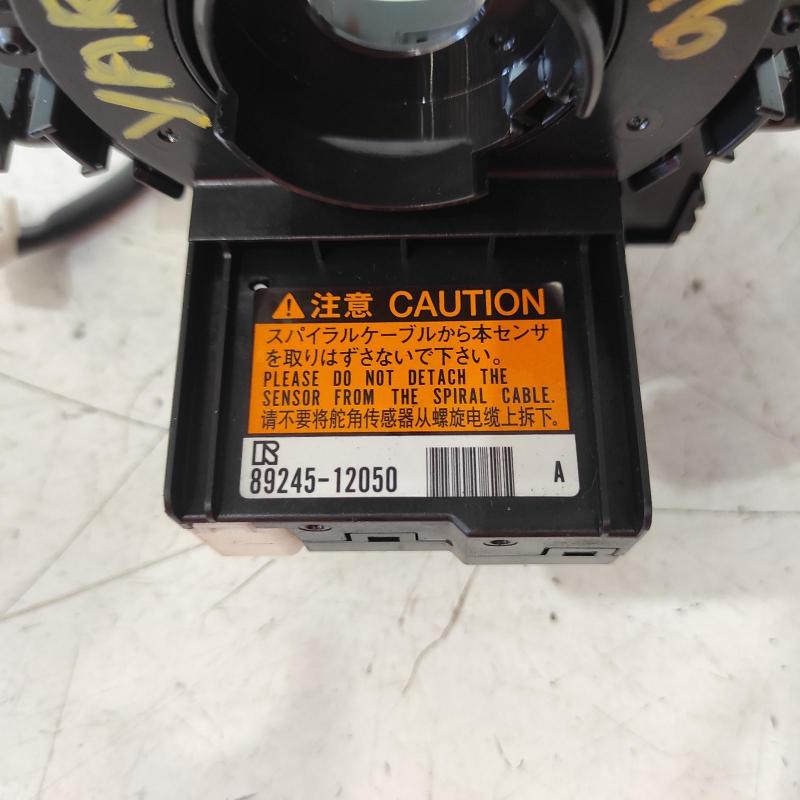 YAR
16
注意 CAUTION
スパイラルケーブルから本センサ
を取りはずさないで下さい。
PLEASE DO NOT DETACH THE
SENSOR FROM THE SPIRAL CABLE.
请不要将舵角传感器从螺旋电缆上拆下。
R
89245-12050 A